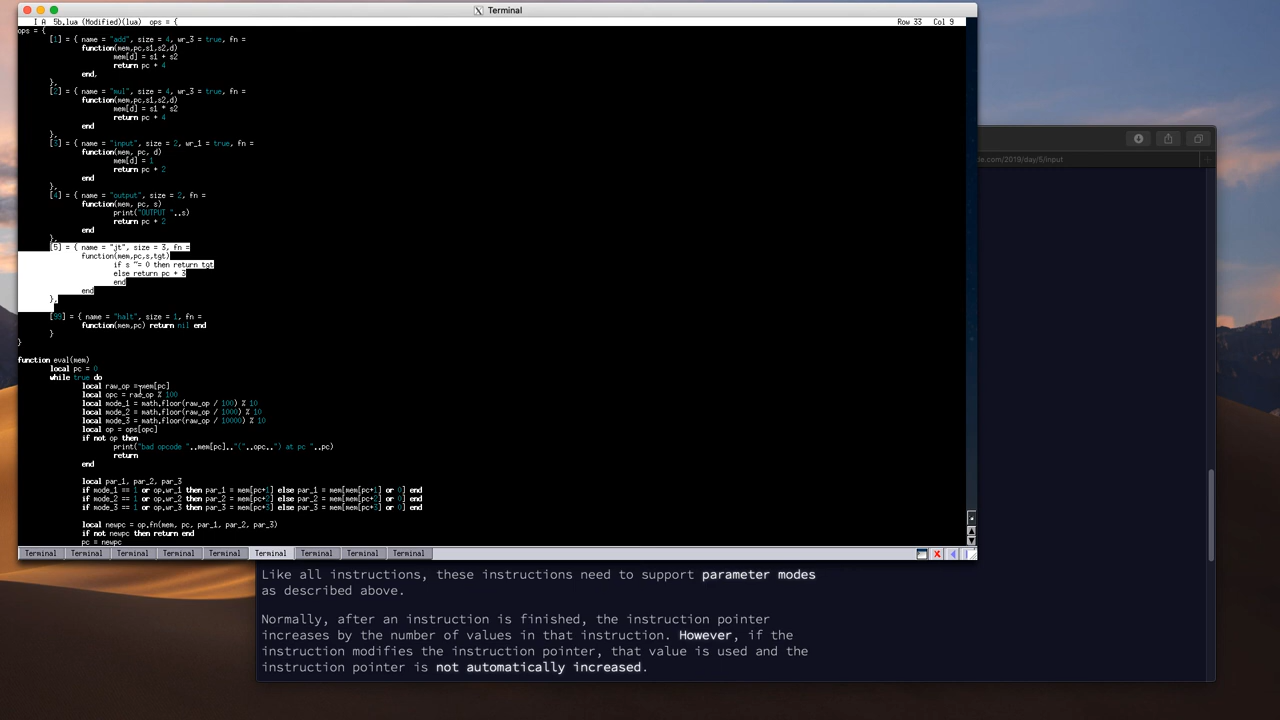 Terminal
I A 5b.lua (Modified)(lua) ops = { Row 33 Col 9
ops = {
[1] = { name = "add", size = 4, wr_3 = true, fn =
function(mem,pc,s1,s2,d)
mem[d] = s1 + s2
return pc + 4
end,
},
[2] = { name = "mul", size = 4, wr_3 = true, fn =
function(mem,pc,s1,s2,d)
mem[d] = s1 * s2
return pc + 4
end
},
[3] = { name = "input", size = 2, wr_1 = true, fn =
function(mem, pc, d)
mem[d] = 1
return pc + 2
end
},
[4] = { name = "output", size = 2, fn =
function(mem, pc, s)
print("OUTPUT "..s)
return pc + 2
end
},
[5] = { name = "jt", size = 3, fn =
function(mem,pc,s,tgt)
if s ~= 0 then return tgt
else return pc + 3
end
end
},
[99] = { name = "halt", size = 1, fn =
function(mem,pc) return nil end
}
}
function eval(mem)
local pc = 0
while true do
local raw_op = mem[pc]
local opc = raw_op % 100
local mode_1 = math.floor(raw_op / 100) % 10
local mode_2 = math.floor(raw_op / 1000) % 10
local mode_3 = math.floor(raw_op / 10000) % 10
local op = ops[opc]
if not op then
print("bad opcode "..mem[pc].."("..opc..") at pc "..pc)
return
end
local par_1, par_2, par_3
if mode_1 == 1 or op.wr_1 then par_1 = mem[pc+1] else par_1 = mem[mem[pc+1] or 0] end
if mode_2 == 1 or op.wr_2 then par_2 = mem[pc+2] else par_2 = mem[mem[pc+2] or 0] end
if mode_3 == 1 or op.wr_3 then par_3 = mem[pc+3] else par_3 = mem[mem[pc+3] or 0] end
local newpc = op.fn(mem, pc, par_1, par_2, par_3)
if not newpc then return end
pc = newpc
Terminal Terminal Terminal Terminal Terminal Terminal Terminal Terminal Terminal
de.com/2019/day/5/input
Like all instructions, these instructions need to support parameter modes
as described above.
Normally, after an instruction is finished, the instruction pointer
increases by the number of values in that instruction. However, if the
instruction modifies the instruction pointer, that value is used and the
instruction pointer is not automatically increased.